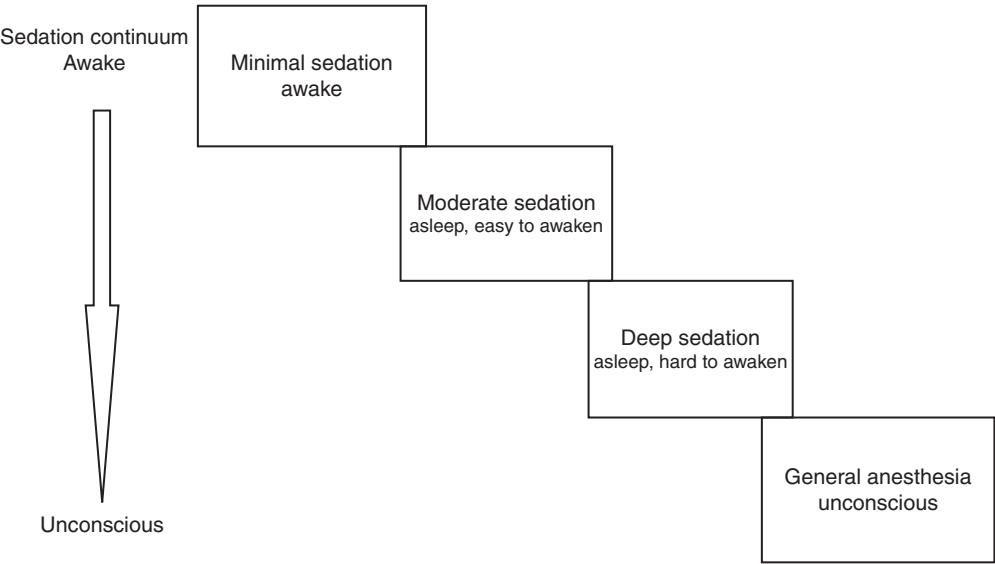 Sedation continuum
Awake
Minimal sedation
awake
Moderate sedation
asleep, easy to awaken
Deep sedation
asleep, hard to awaken
General anesthesia
unconscious
Unconscious